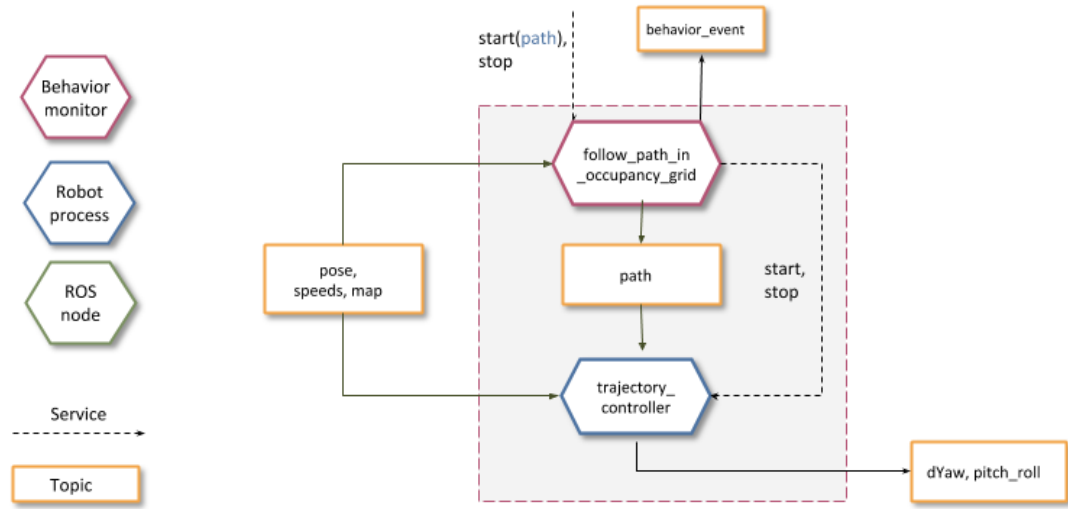 Behavior
monitor
Robot
process
ROS
node
Service
Topic
start(path),
stop
behavior_event
follow_path_in
_occupancy_grid
pose,
speeds, map
path
start,
stop
trajectory_
controller
dYaw, pitch_roll